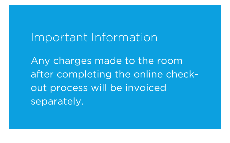 Important Information
Any charges made to the room
after completing the online check-
out process will be invoiced
separately.